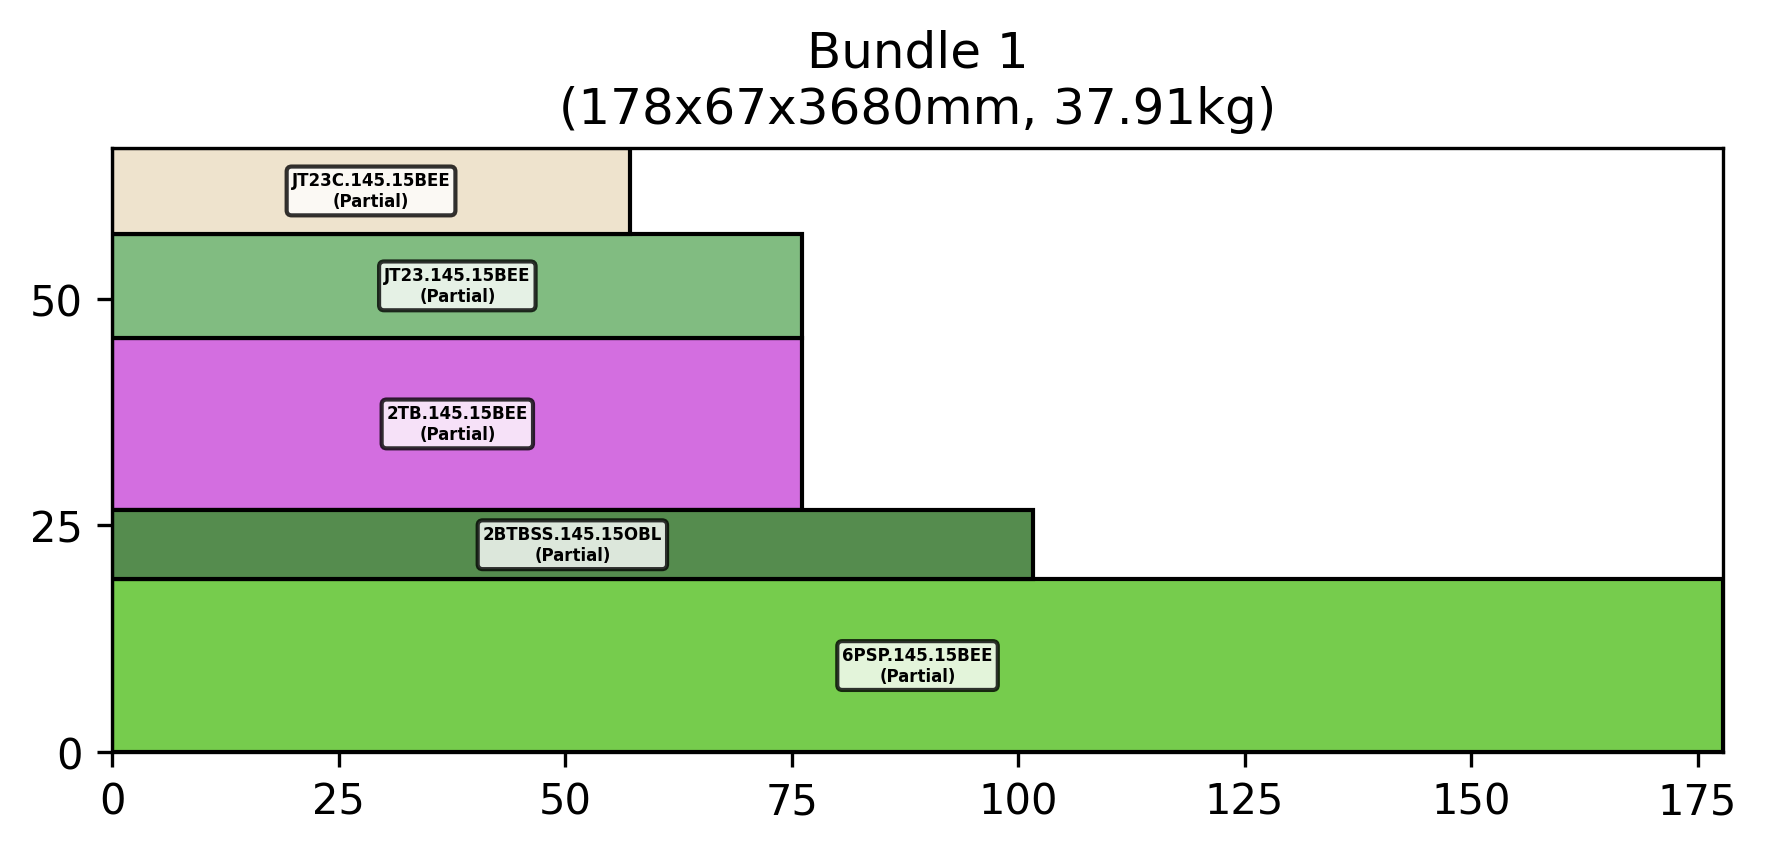 Bundle 1
(178x67x3680mm, 37.91kg)
JT23C.145.15BEE
(Partial)
JT23.145.15BEE
(Partial)
50
2TB.145.15BEE
(Partial)
25
2BTBSS.145.15OBL
(Partial)
6PSP.145.15BEE
(Partial)
0
0 25 50 75 100 125 150 175